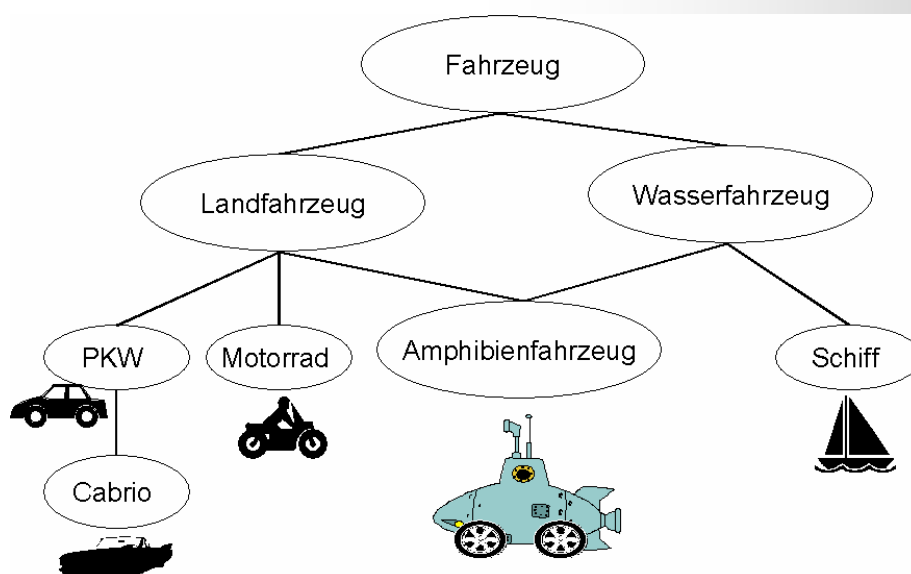 Fahrzeug
Landfahrzeug
Wasserfahrzeug
PKW
Motorrad
Amphibienfahrzeug
Schiff
Cabrio